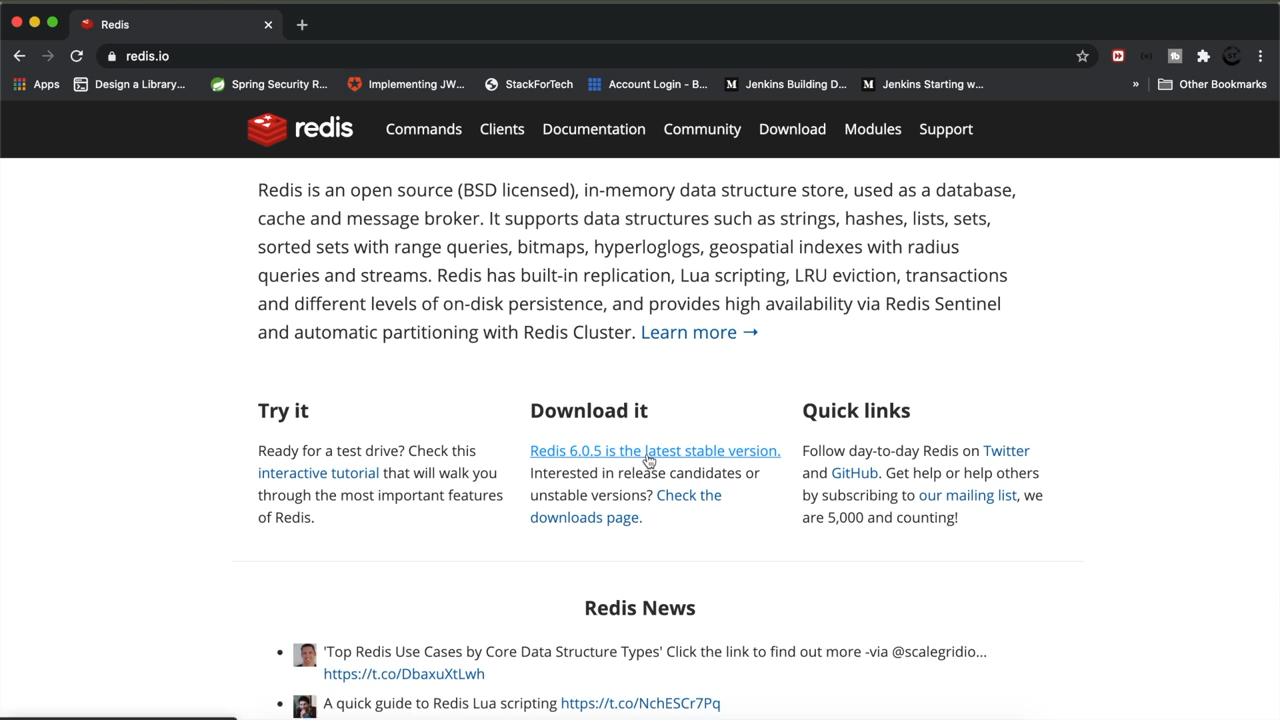 Redis
redis.io
Apps Design a Library... Spring Security R... Implementing JW... StackForTech Account Login - B... Jenkins Building D... Jenkins Starting w... » Other Bookmarks
redis Commands Clients Documentation Community Download Modules Support
Redis is an open source (BSD licensed), in-memory data structure store, used as a database,
cache and message broker. It supports data structures such as strings, hashes, lists, sets,
sorted sets with range queries, bitmaps, hyperloglogs, geospatial indexes with radius
queries and streams. Redis has built-in replication, Lua scripting, LRU eviction, transactions
and different levels of on-disk persistence, and provides high availability via Redis Sentinel
and automatic partitioning with Redis Cluster. Learn more →
Try it
Ready for a test drive? Check this
interactive tutorial that will walk you
through the most important features
of Redis.
Download it
Redis 6.0.5 is the latest stable version.
Interested in release candidates or
unstable versions? Check the
downloads page.
Quick links
Follow day-to-day Redis on Twitter
and GitHub. Get help or help others
by subscribing to our mailing list, we
are 5,000 and counting!
Redis News
'Top Redis Use Cases by Core Data Structure Types' Click the link to find out more -via @scalegridio...
https://t.co/DbaxuXtLwh
A quick guide to Redis Lua scripting https://t.co/NchESCr7Pq